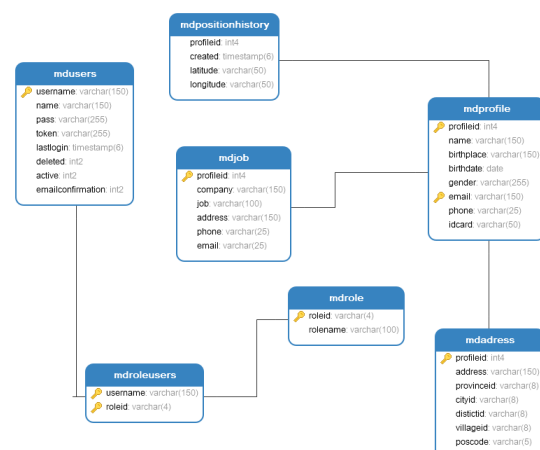 mdpositionhistory
profileid: int4
created: timestamp(6)
latitude: varchar(50)
longitude: varchar(50)
mdusers
username: varchar(150)
name: varchar(150)
pass: varchar(255)
token: varchar(255)
lastlogin: timestamp(6)
deleted: int2
active: int2
emailconfirmation: int2
mdprofile
profileid: int4
name: varchar(150)
birthplace: varchar(150)
birthdate: date
gender: varchar(255)
email: varchar(150)
phone: varchar(25)
idcard: varchar(50)
mdjob
profileid: int4
company: varchar(150)
job: varchar(100)
address: varchar(150)
phone: varchar(25)
email: varchar(25)
mdrole
roleid: varchar(4)
rolename: varchar(100)
mdroleusers
username: varchar(150)
roleid: varchar(4)
mdadress
profileid: int4
address: varchar(150)
provinceid: varchar(8)
cityid: varchar(8)
distictid: varchar(8)
villageid: varchar(8)
poscode: varchar(5)